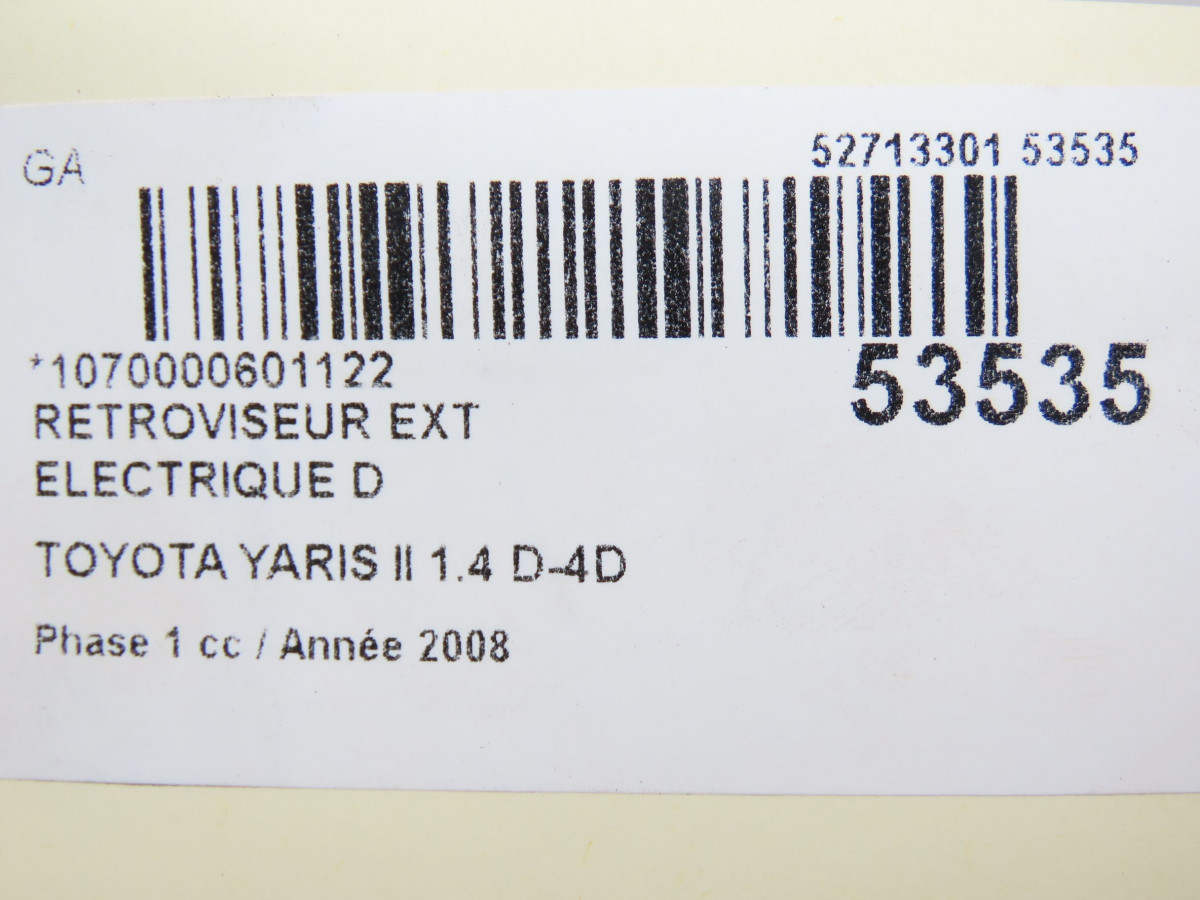 GA
52713301 53535
*1070000601122
53535
RETROVISEUR EXT
ELECTRIQUE D
TOYOTA YARIS II 1.4 D-4D
Phase 1 cc / Année 2008